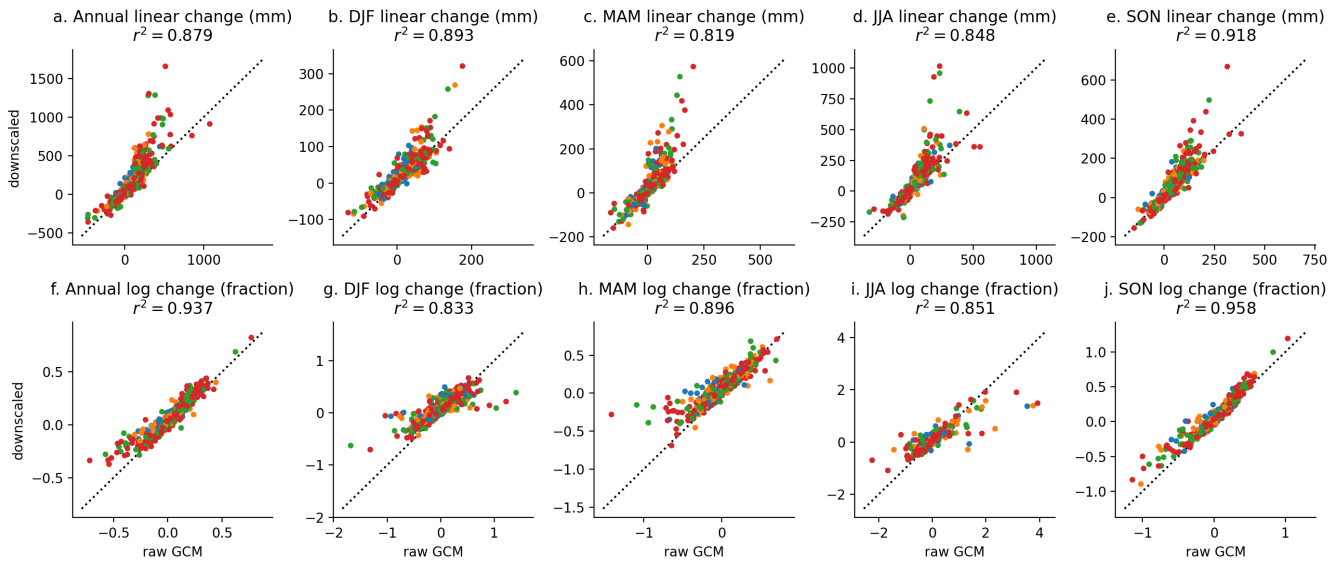 a. Annual linear change (mm)
r² = 0.879
b. DJF linear change (mm)
r² = 0.893
c. MAM linear change (mm)
r² = 0.819
d. JJA linear change (mm)
r² = 0.848
e. SON linear change (mm)
r² = 0.918
downscaled
1500
1000
500
0
−500
0
1000
300
200
100
0
−100
0
200
600
400
200
0
−200
0
200
400
600
1000
750
500
250
0
−250
0
500
1000
600
400
200
0
−200
0
250
500
750
f. Annual log change (fraction)
r² = 0.937
g. DJF log change (fraction)
r² = 0.833
h. MAM log change (fraction)
r² = 0.896
i. JJA log change (fraction)
r² = 0.851
j. SON log change (fraction)
r² = 0.958
downscaled
0.5
0.0
−0.5
−0.5
0.0
0.5
raw GCM
1
0
−1
−2
−2
−1
0
1
raw GCM
0.5
0.0
−0.5
−1.0
−1.5
−1
0
raw GCM
4
2
0
−2
−2
0
2
4
raw GCM
1.0
0.5
0.0
−0.5
−1.0
−1
0
1
raw GCM